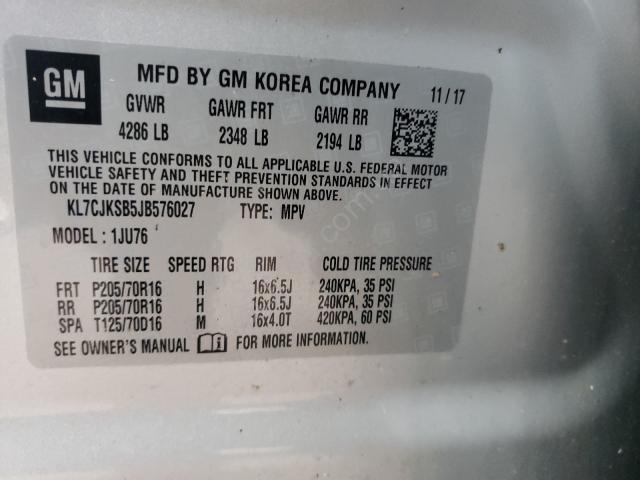 GM
MFD BY GM KOREA COMPANY 11/17
GVWR GAWR FRT GAWR RR
4286 LB 2348 LB 2194 LB
THIS VEHICLE CONFORMS TO ALL APPLICABLE U.S. FEDERAL MOTOR
VEHICLE SAFETY AND THEFT PREVENTION STANDARDS IN EFFECT
ON THE DATE OF MANUFACTURE SHOWN ABOVE.
KL7CJKSB5JB576027 TYPE: MPV
MODEL : 1JU76
TIRE SIZE SPEED RTG RIM COLD TIRE PRESSURE
FRT P205/70R16 H 16x6.5J 240KPA, 35 PSI
RR P205/70R16 H 16x6.5J 240KPA, 35 PSI
SPA T125/70D16 M 16x4.0T 420KPA, 60 PSI
SEE OWNER'S MANUAL FOR MORE INFORMATION.